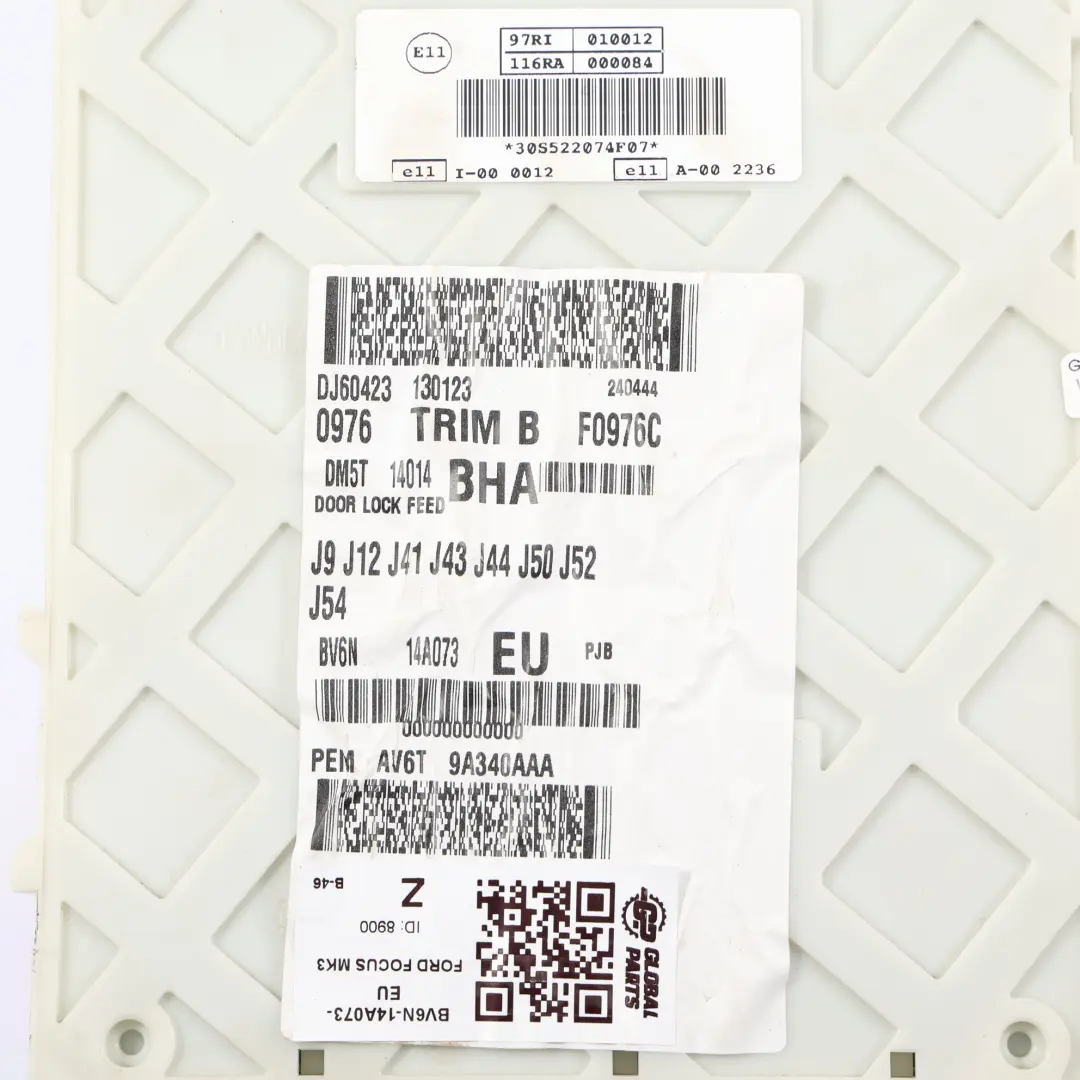 E11
97RI 010012
116RA 000084
*30S522074F07*
e11 I-00 0012 e11 A-00 2236
DJ60423 130123 240444
0976 TRIM B F0976C
DM5T 14014 BHA
DOOR LOCK FEED
J9 J12 J41 J43 J44 J50 J52
J54
BV6N 14A073 EU PJB
000000000000
PEM AV6T 9A340AAA
BV6N-14A073-
EU
FORD FOCUS MK3
ID: 8900
Z
B-46
GP
GLOBAL
PARTS
G